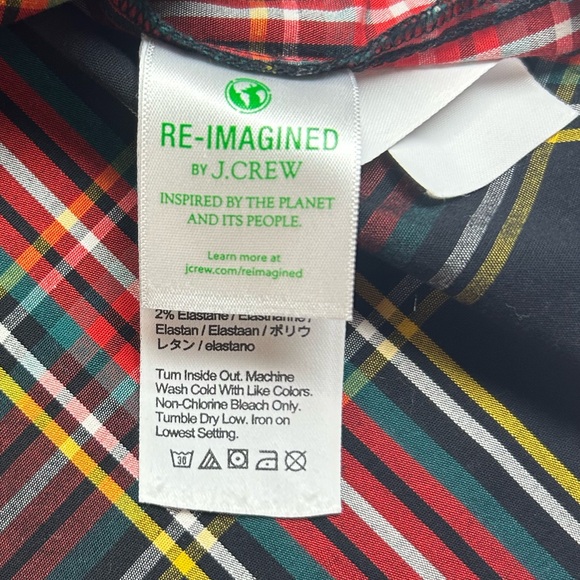 RE-IMAGINED
BY J.CREW
INSPIRED BY THE PLANET
AND ITS PEOPLE.
Learn more at
jcrew.com/reimagined
2% Elastane / Elasthanne /
Elastan / Elastaan / ポリウ
レタン / elastano
Turn Inside Out. Machine
Wash Cold With Like Colors.
Non-Chlorine Bleach Only.
Tumble Dry Low. Iron on
Lowest Setting.
30